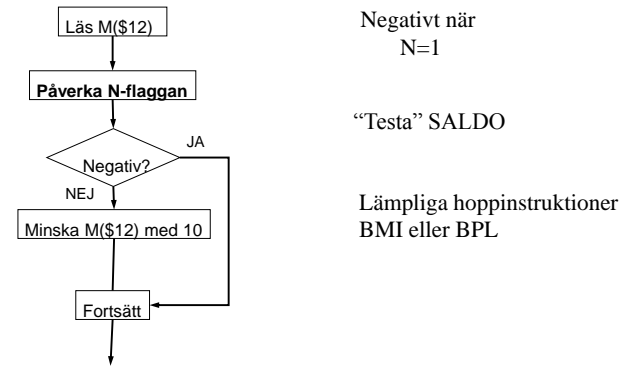 Läs M($12)
Påverka N-flaggan
Negativ?
JA
NEJ
Minska M($12) med 10
Fortsätt
Negativt när
N=1
“Testa” SALDO
Lämpliga hoppinstruktioner
BMI eller BPL